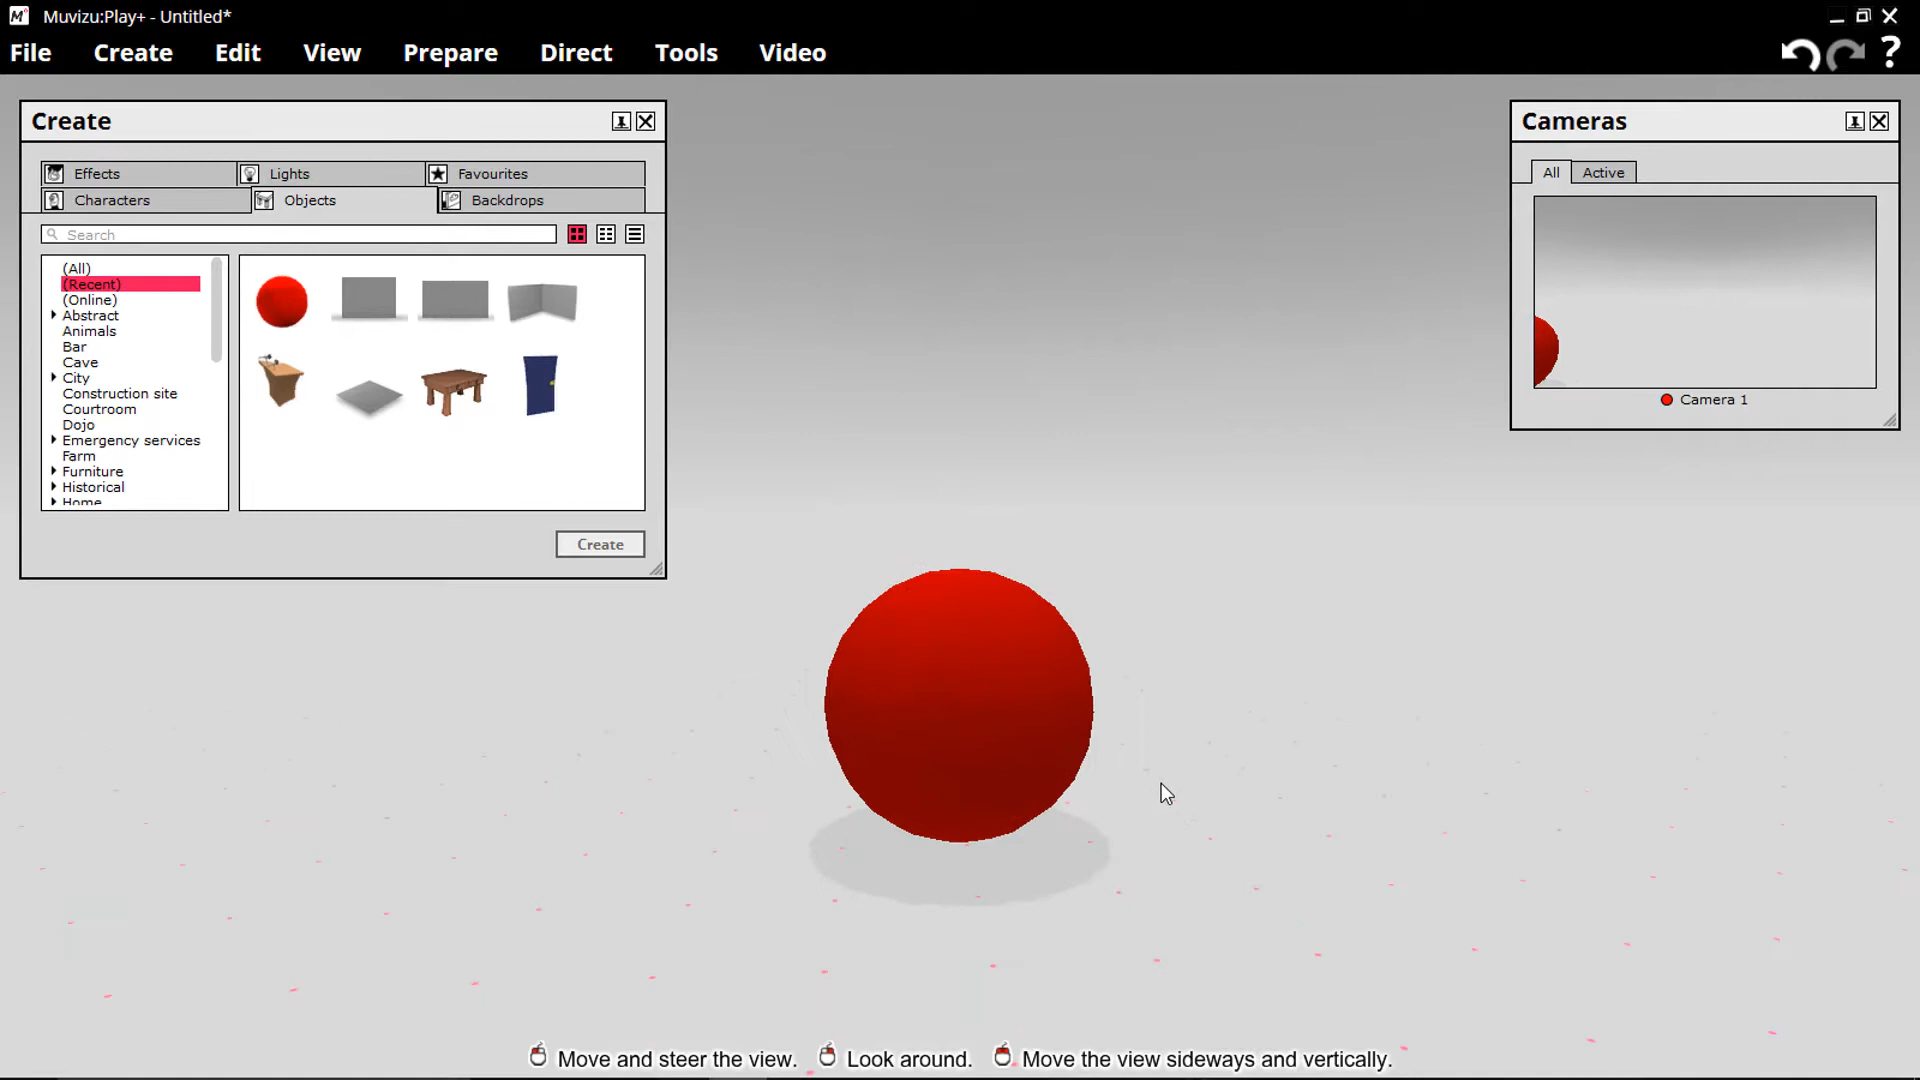 Muvizu:Play+ - Untitled*
File Create Edit View Prepare Direct Tools Video
Create
Effects Lights Favourites
Characters Objects Backdrops
Search
(All)
(Recent)
(Online)
Abstract
Animals
Bar
Cave
City
Construction site
Courtroom
Dojo
Emergency services
Farm
Furniture
Historical
Home
Create
Cameras
All Active
Camera 1
Move and steer the view. Look around. Move the view sideways and vertically.